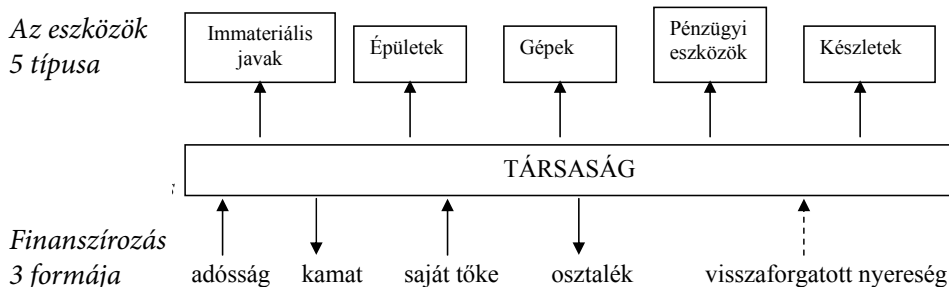 Az eszközök
5 típusa
Immateriális
javak
Épületek
Gépek
Pénzügyi
eszközök
Készletek
TÁRSASÁG
Finanszírozás
3 formája
adósság kamat saját tőke osztalék visszaforgatott nyereség